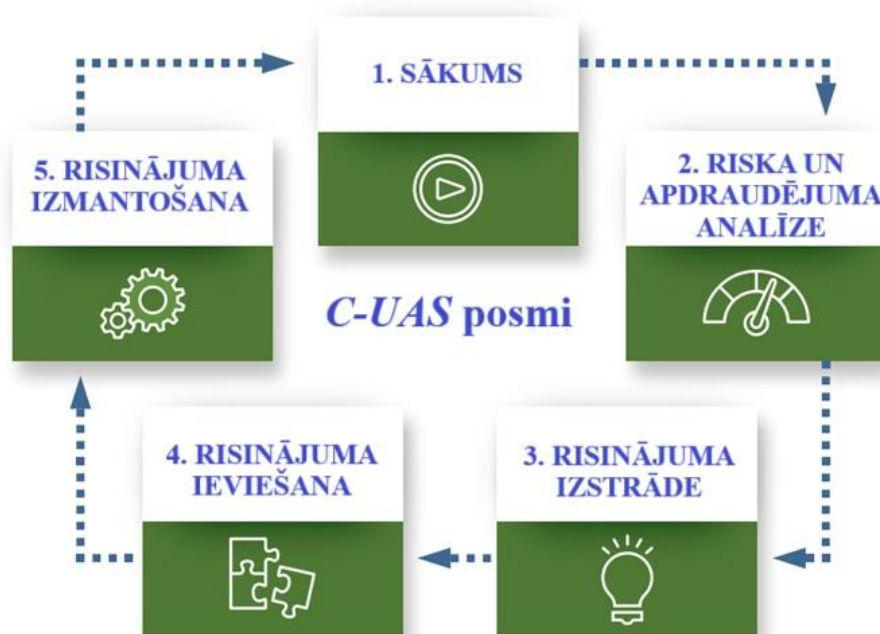 1. SĀKUMS
2. RISKA UN
APDRAUDĒJUMA
ANALĪZE
3. RISINĀJUMA
IZSTRĀDE
4. RISINĀJUMA
IEVIEŠANA
5. RISINĀJUMA
IZMANTOŠANA
C-UAS posmi